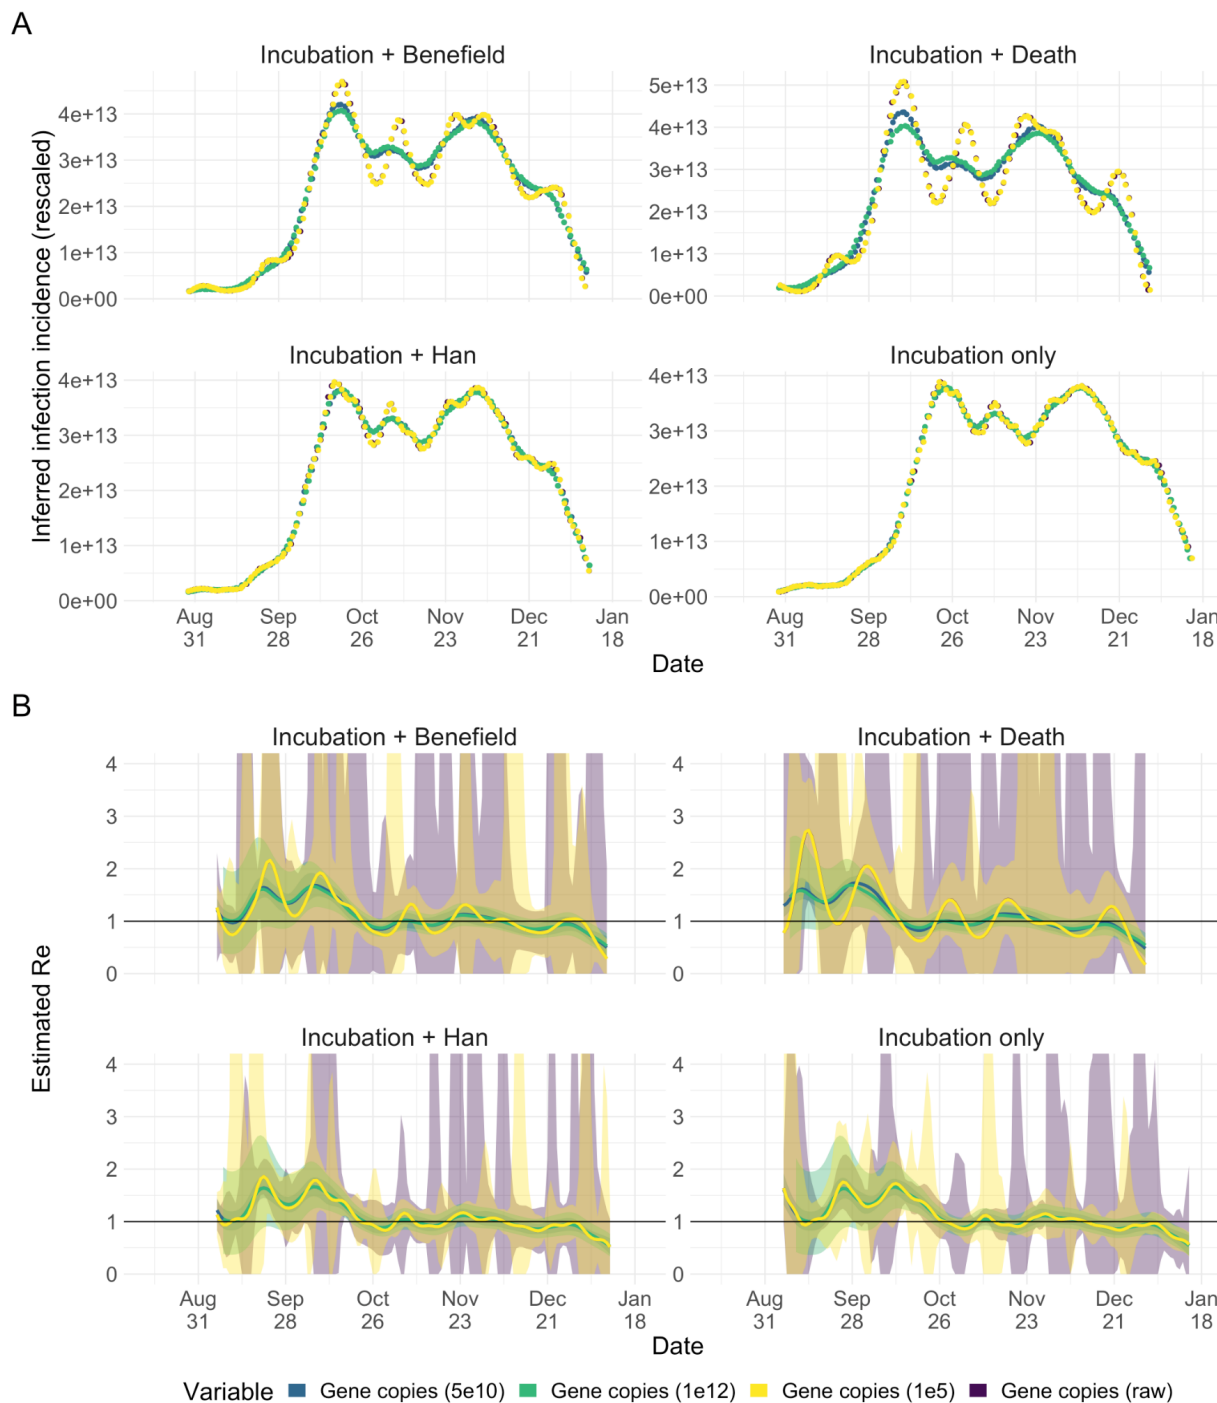 A
Incubation + Benefield
Incubation + Death
Inferred infection incidence (rescaled)
4e+13
3e+13
2e+13
1e+13
0e+00
5e+13
4e+13
3e+13
2e+13
1e+13
0e+00
Incubation + Han
Incubation only
4e+13
3e+13
2e+13
1e+13
0e+00
4e+13
3e+13
2e+13
1e+13
0e+00
Aug 31
Sep 28
Oct 26
Nov 23
Dec 21
Jan 18
Aug 31
Sep 28
Oct 26
Nov 23
Dec 21
Jan 18
Date
B
Incubation + Benefield
Incubation + Death
Estimated Re
4
3
2
1
0
4
3
2
1
0
Incubation + Han
Incubation only
4
3
2
1
0
4
3
2
1
0
Aug 31
Sep 28
Oct 26
Nov 23
Dec 21
Jan 18
Aug 31
Sep 28
Oct 26
Nov 23
Dec 21
Jan 18
Date
Variable Gene copies (5e10) Gene copies (1e12) Gene copies (1e5) Gene copies (raw)